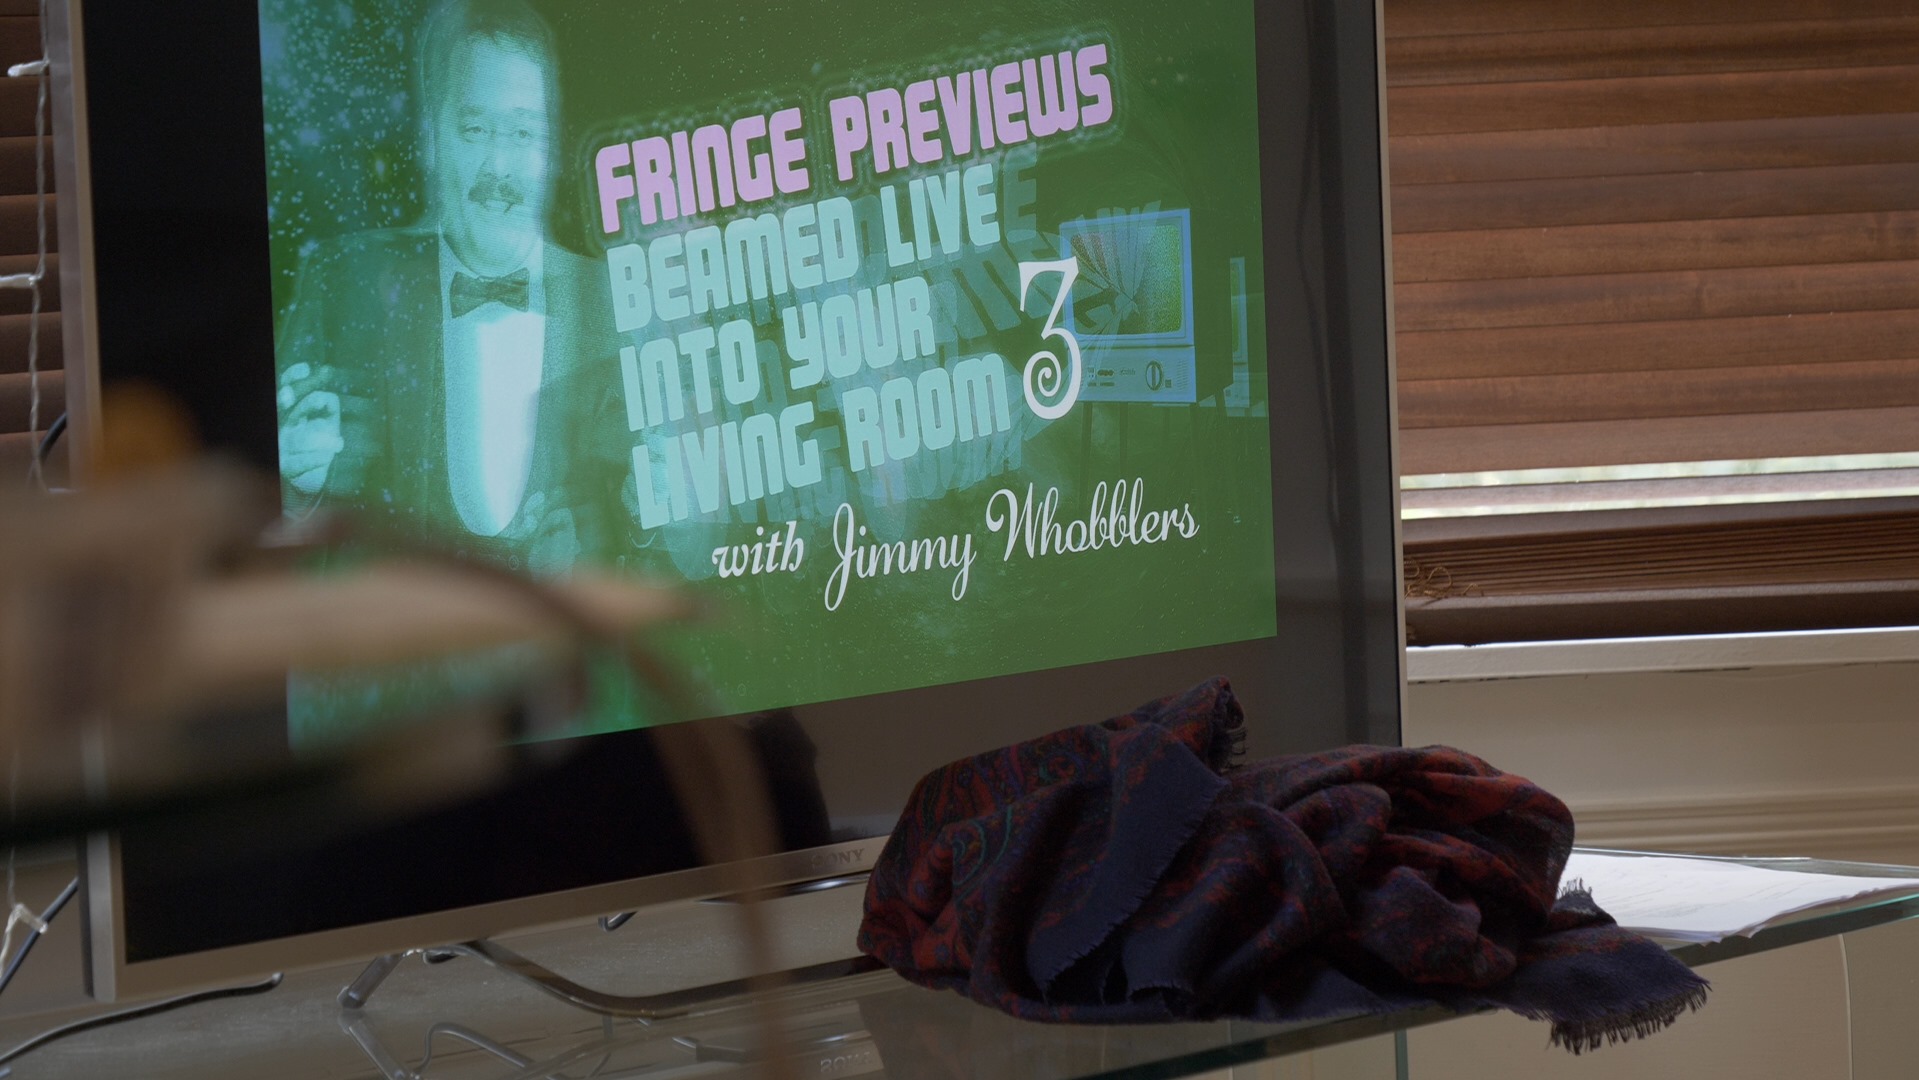 FRINGE PREVIEWS
BEAMED LIVE
INTO YOUR
LIVING ROOM 3
with Jimmy Whobblers
SONY